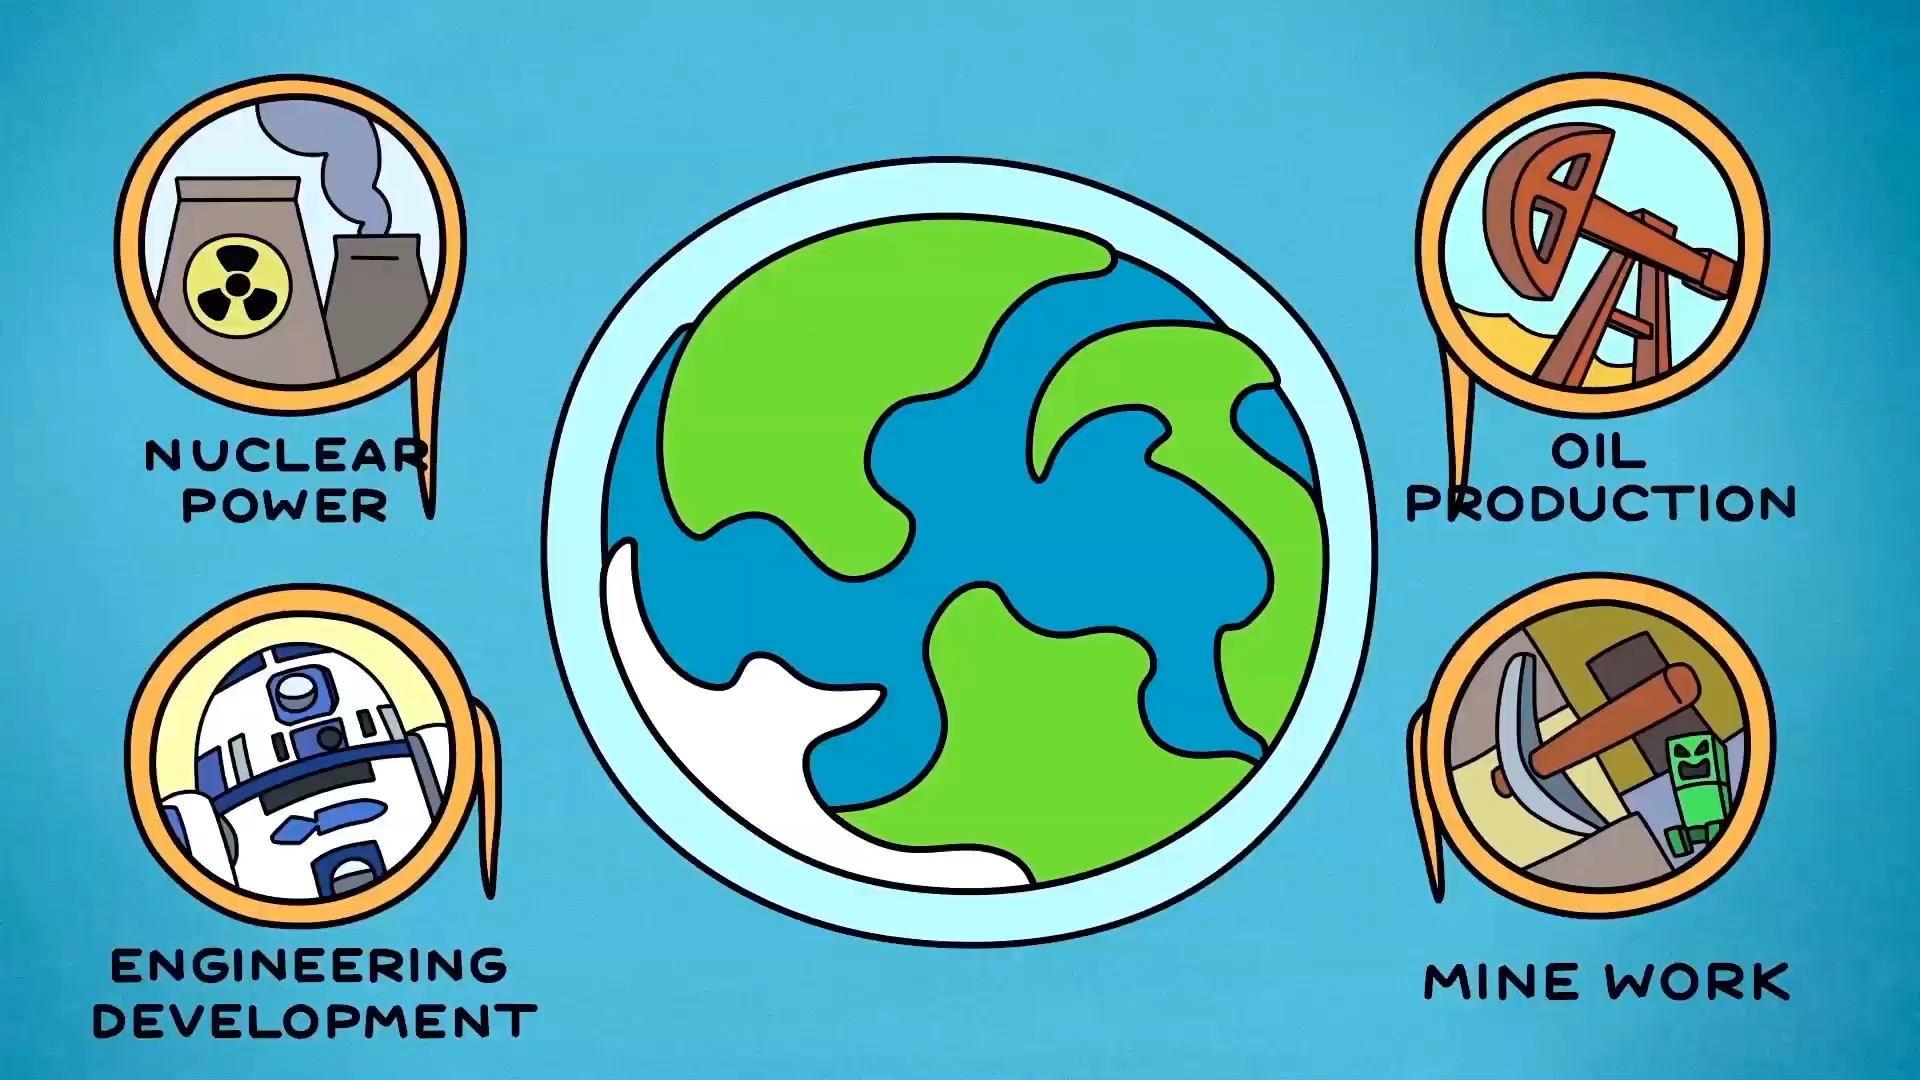 NUCLEAR
POWER
OIL
PRODUCTION
ENGINEERING
DEVELOPMENT
MINE WORK